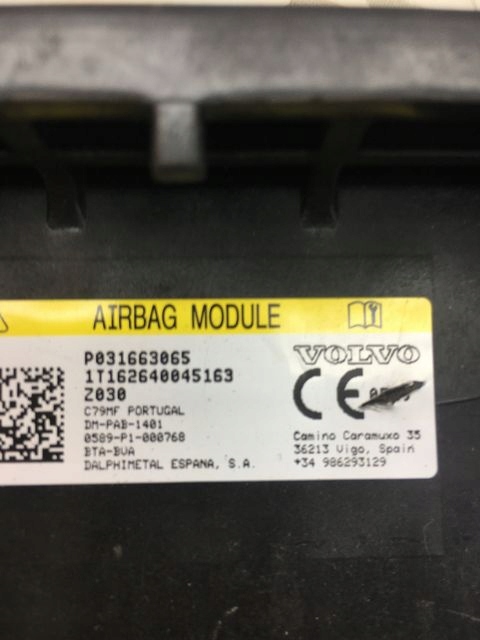 AIRBAG MODULE
P031663065
1T162640045163
Z030
C79MF PORTUGAL
DM-PAB-1401
0589-P1-000768
BTA-BVA
DALPHIMETAL ESPANA, S.A.
VOLVO
CE
Camino Caramuxo 35
36213 Vigo, Spain
+34 986293129